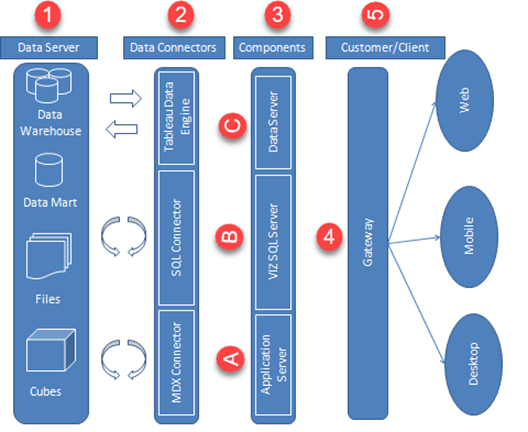 1
2
3
5
Data Server
Data Connectors
Components
Customer/Client
Data
Warehouse
Data Mart
Files
Cubes
Tableau Data
Engine
SQL Connector
MDX Connector
C
B
A
Data Server
VIZ SQL Server
Application
Server
4
Gateway
Web
Mobile
Desktop